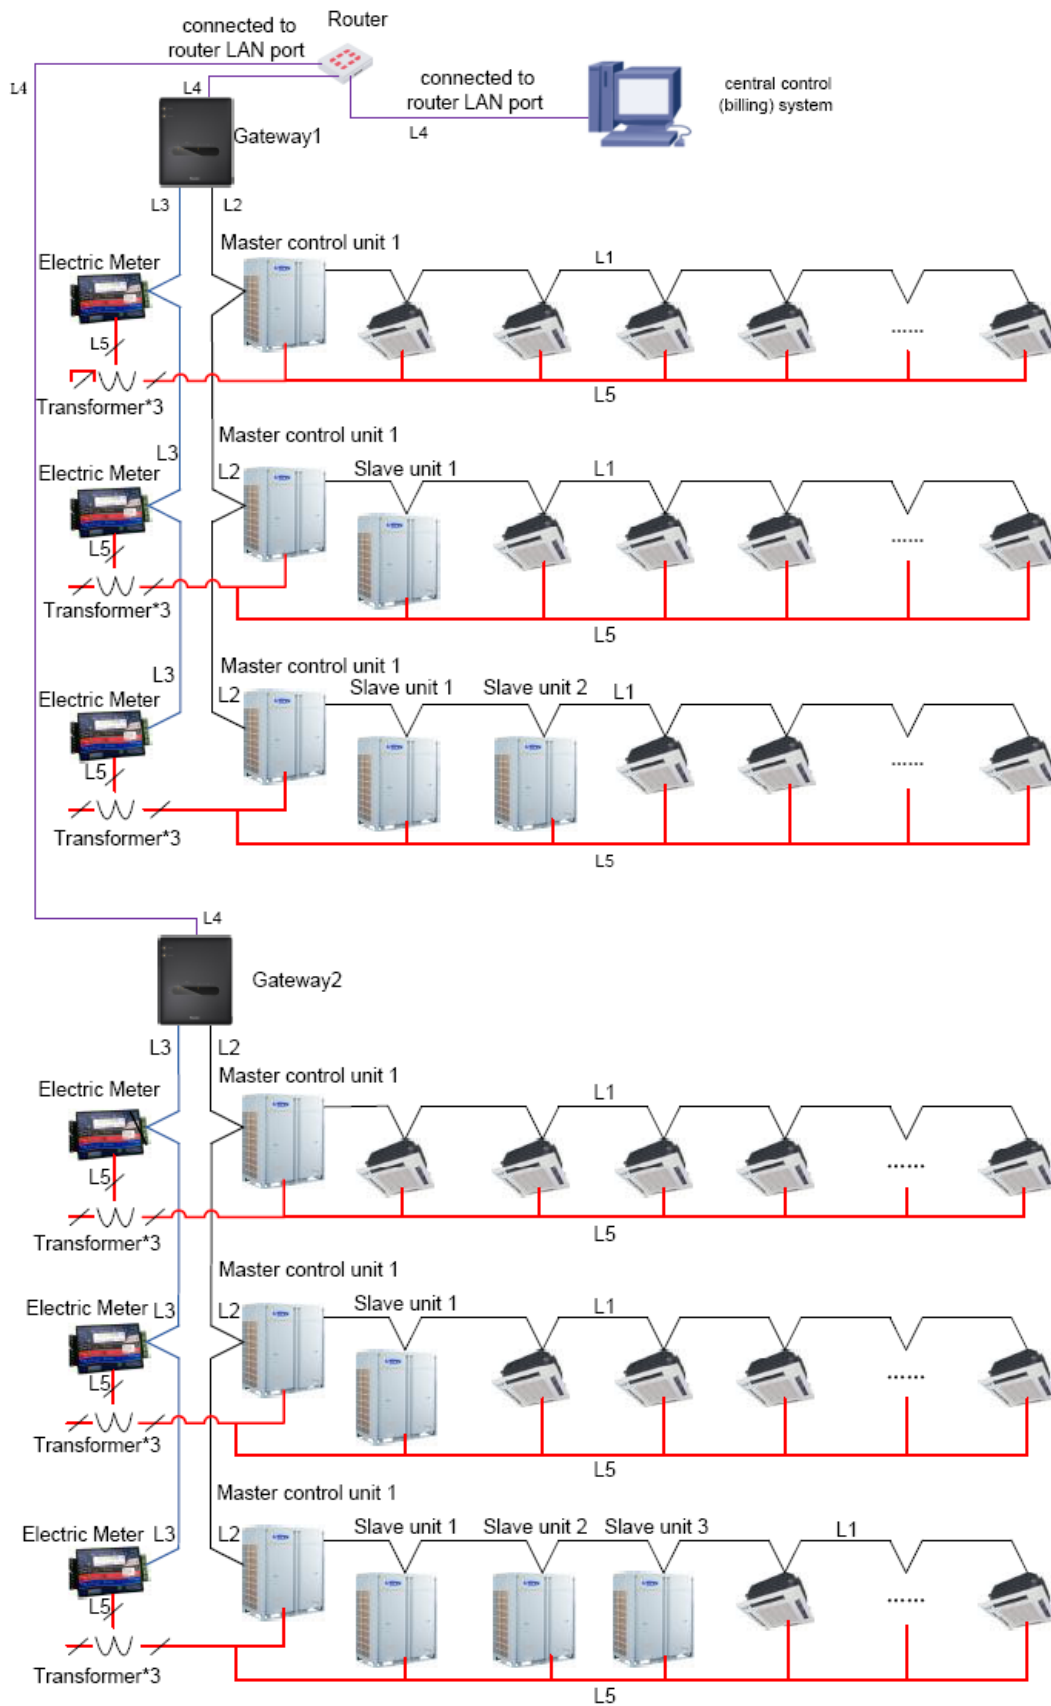 Router
connected to
router LAN port
L4
L4
connected to
router LAN port
L4
central control
(billing) system
Gateway1
L3
L2
Master control unit 1
Electric Meter
L1
L5
Transformer*3
L5
Master control unit 1
L3
Electric Meter
L2
Slave unit 1
L1
......
L5
Transformer*3
L5
Master control unit 1
L3
Electric Meter
L2
Slave unit 1
Slave unit 2
L1
......
L5
Transformer*3
L5
......
L4
Gateway2
L3
L2
Master control unit 1
Electric Meter
L1
......
L5
Transformer*3
L5
Master control unit 1
Electric Meter
L3
L2
Slave unit 1
L1
......
L5
Transformer*3
L5
Master control unit 1
Electric Meter
L3
L2
Slave unit 1
Slave unit 2
Slave unit 3
L1
......
L5
Transformer*3
L5